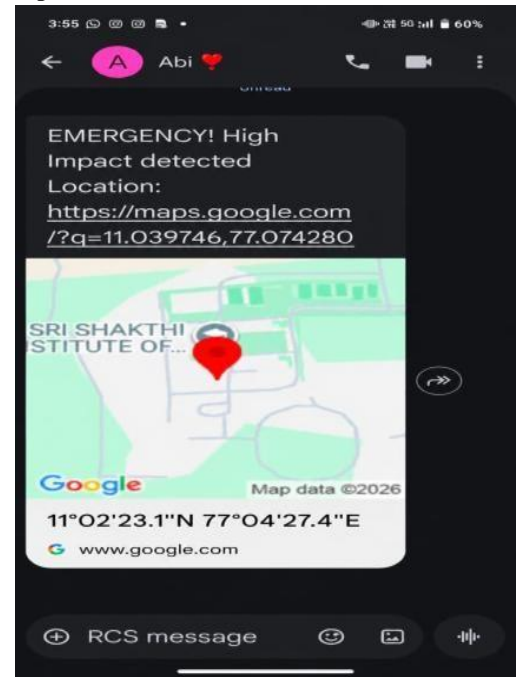 3:55
5G 60%
A Abi
Unread
EMERGENCY! High
Impact detected
Location:
https://maps.google.com
/?q=11.039746,77.074280
SRI SHAKTHI
STITUTE OF...
Google
Map data ©2026
11°02'23.1"N 77°04'27.4"E
G www.google.com
RCS message